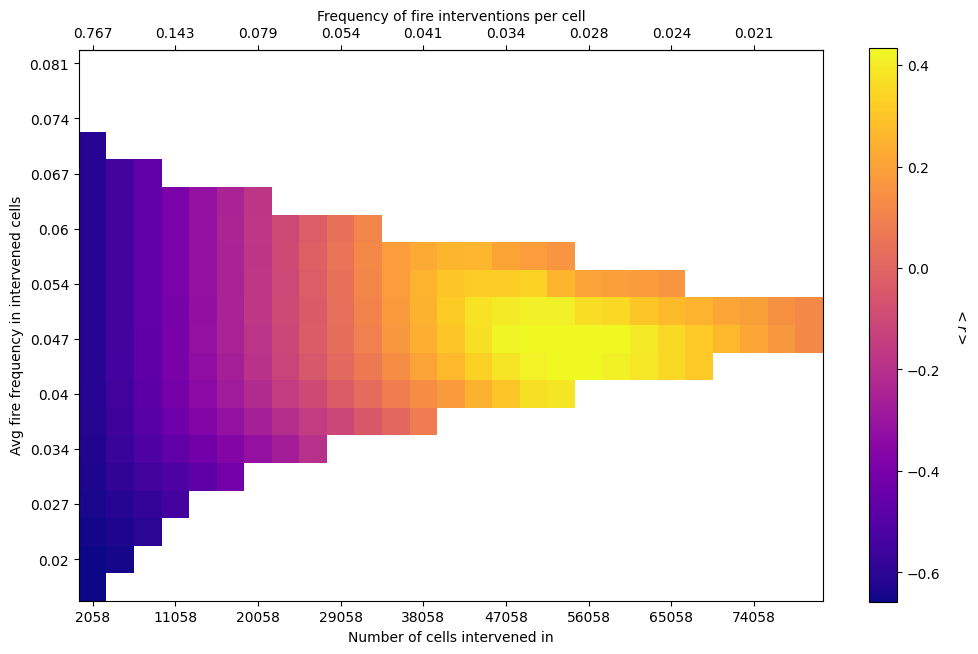 Frequency of fire interventions per cell
0.767 0.143 0.079 0.054 0.041 0.034 0.028 0.024 0.021
0.081
0.074
0.067
0.06
0.054
0.047
0.04
0.034
0.027
0.02
Avg fire frequency in intervened cells
2058 11058 20058 29058 38058 47058 56058 65058 74058
Number of cells intervened in
0.4
0.2
0.0
−0.2
−0.4
−0.6
< r >